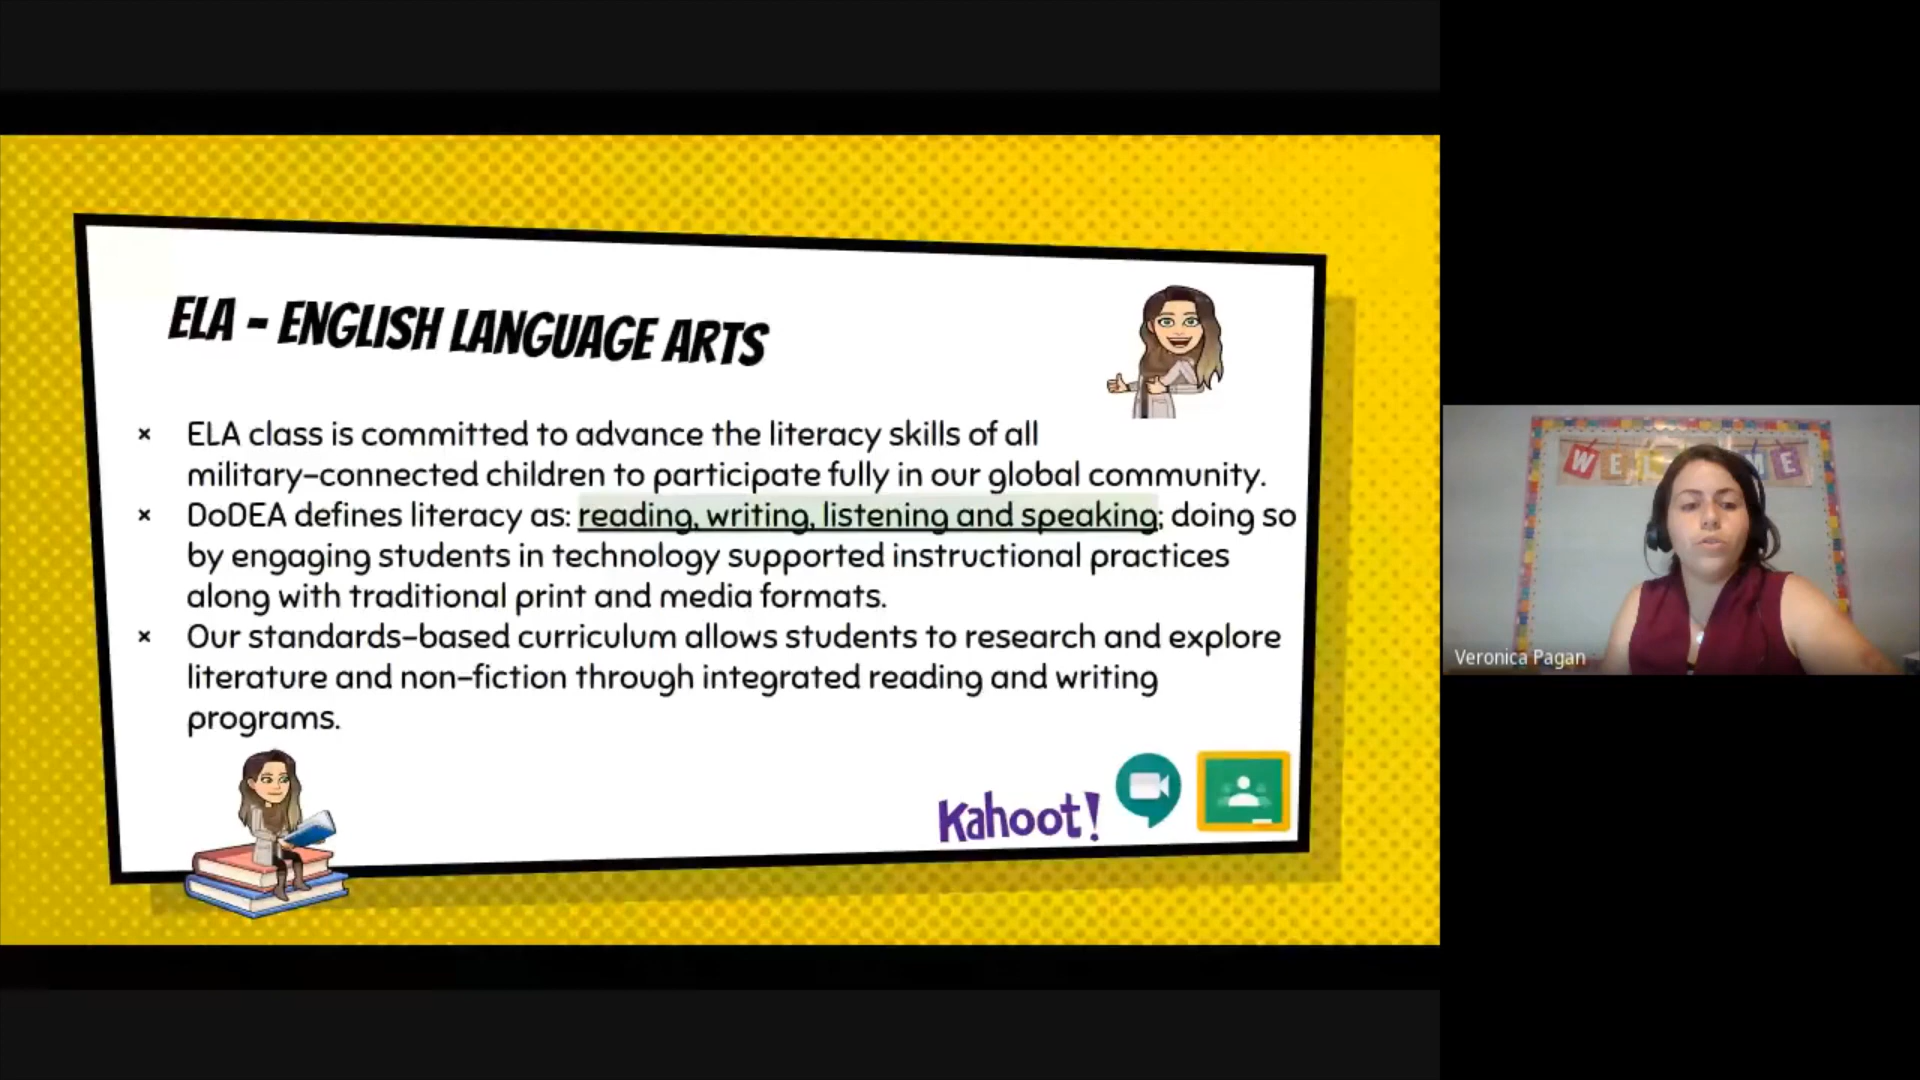 ELA - ENGLISH LANGUAGE ARTS
× ELA class is committed to advance the literacy skills of all
military-connected children to participate fully in our global community.
× DoDEA defines literacy as: reading, writing, listening and speaking; doing so
by engaging students in technology supported instructional practices
along with traditional print and media formats.
× Our standards-based curriculum allows students to research and explore
literature and non-fiction through integrated reading and writing
programs.
Kahoot!
WEL ME
Veronica Pagan